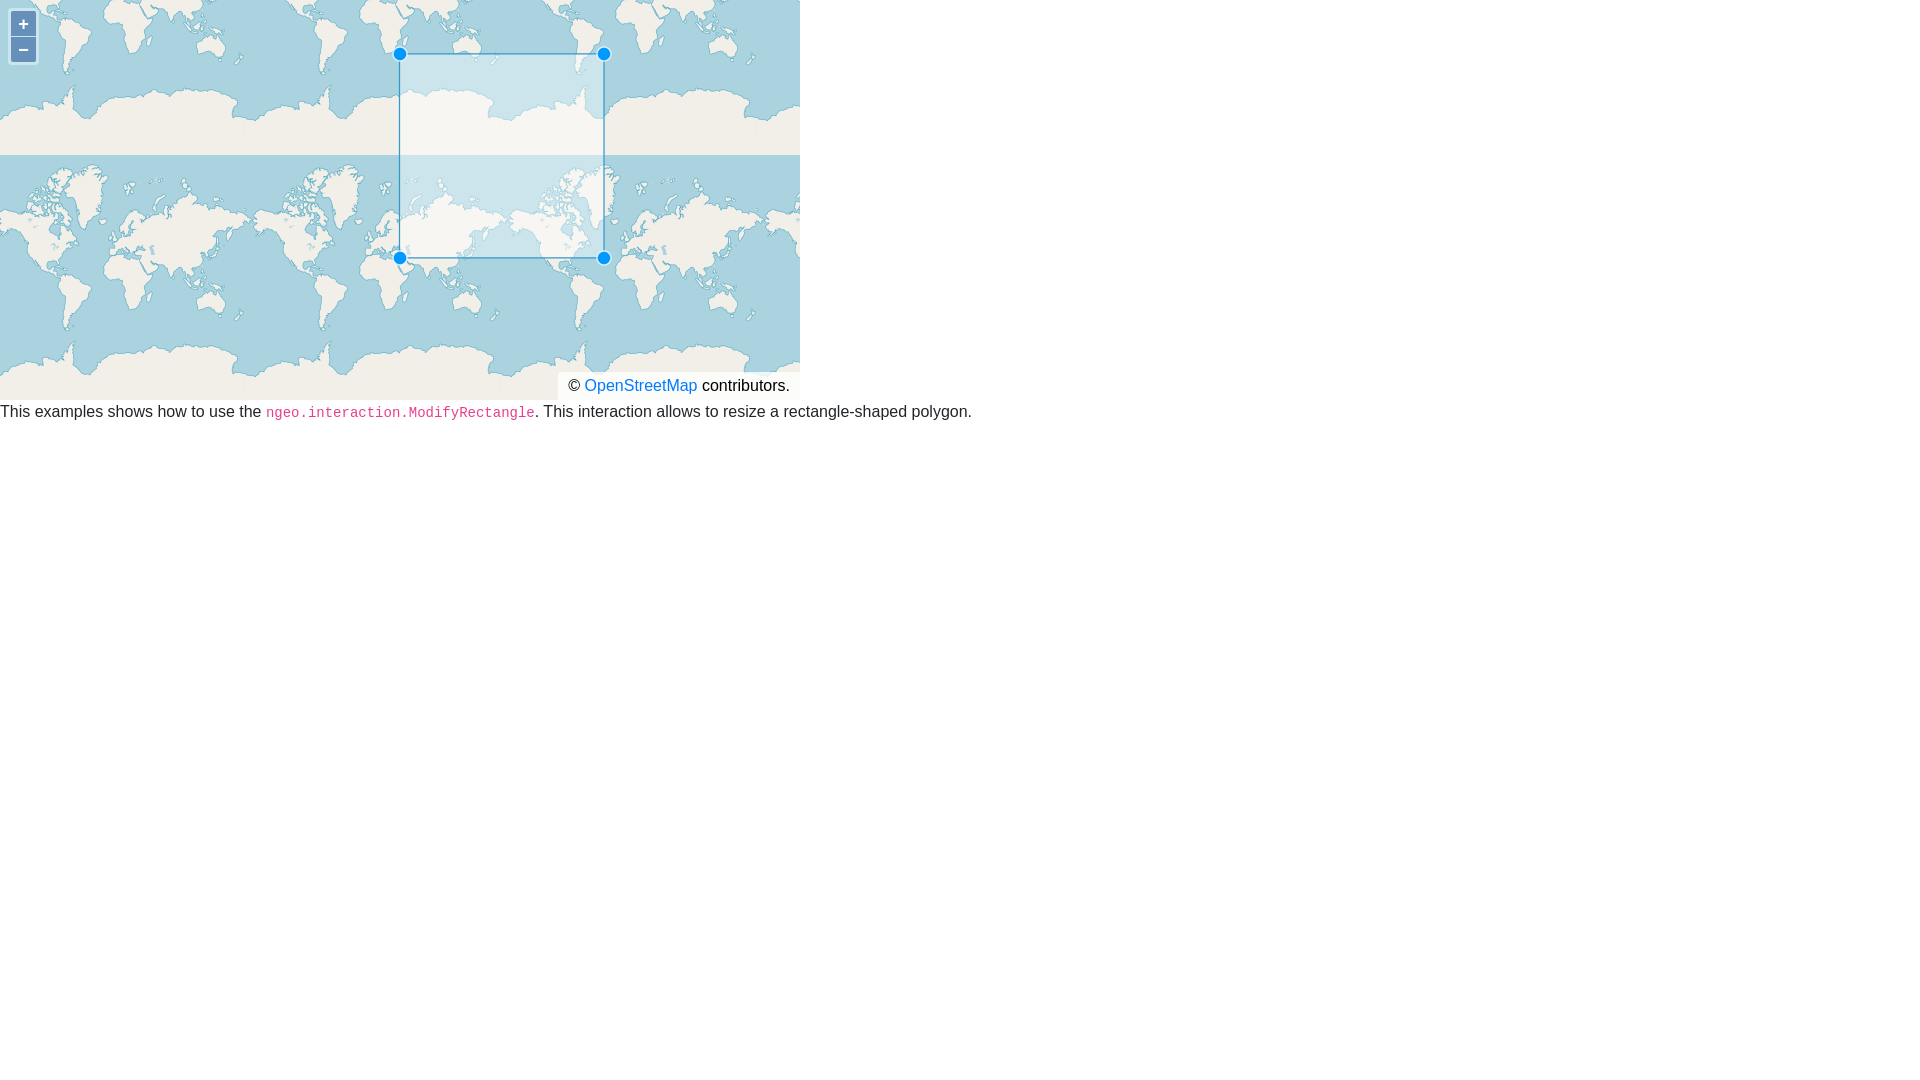 +
−
© OpenStreetMap contributors.
This examples shows how to use the ngeo.interaction.ModifyRectangle. This interaction allows to resize a rectangle-shaped polygon.